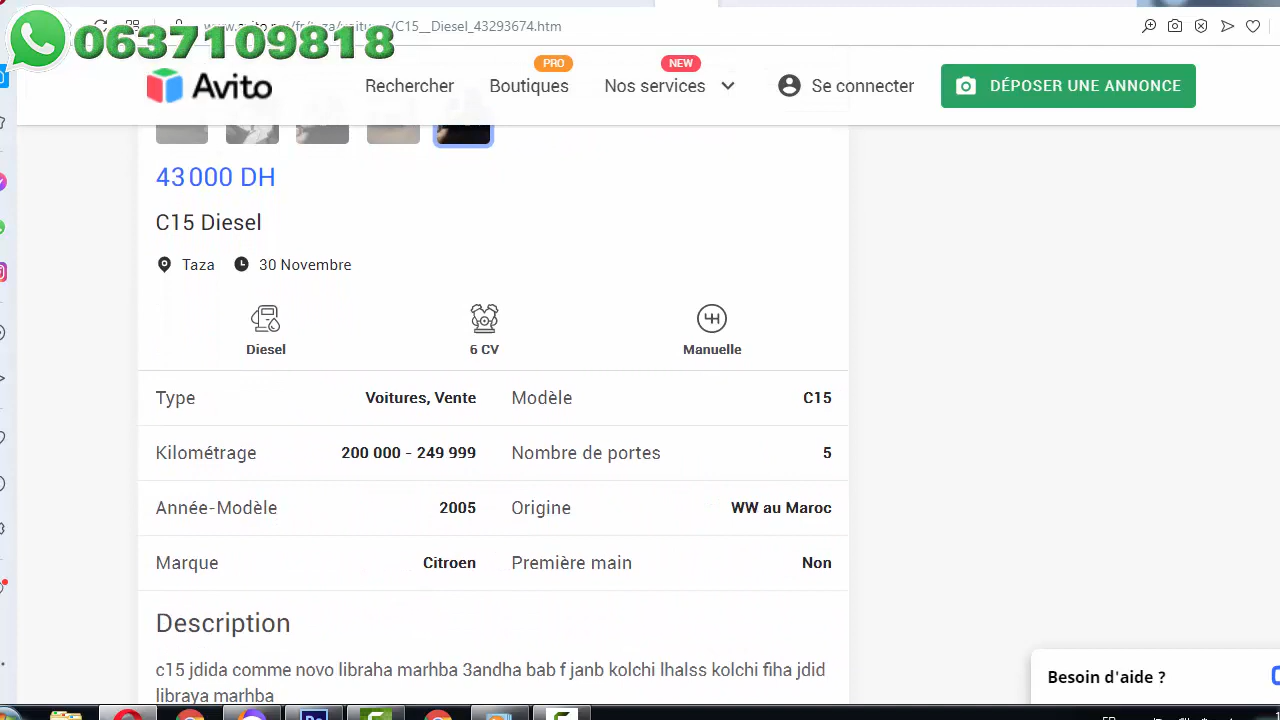 C15__Diesel_43293674.htm
0637109818
Avito
Rechercher
PRO
Boutiques
NEW
Nos services
Se connecter
DÉPOSER UNE ANNONCE
43 000 DH
C15 Diesel
Taza
30 Novembre
Diesel
6 CV
Manuelle
Type Voitures, Vente Modèle C15
Kilométrage 200 000 - 249 999 Nombre de portes 5
Année-Modèle 2005 Origine WW au Maroc
Marque Citroen Première main Non
Description
c15 jdida comme novo libraha marhba 3andha bab f janb kolchi lhalss kolchi fiha jdid
libraya marhba
Besoin d'aide ?